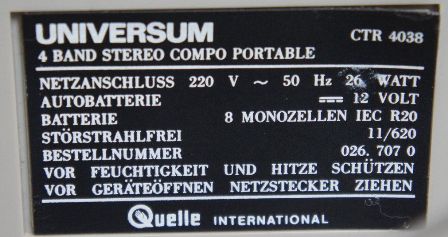 UNIVERSUM CTR 4038
4 BAND STEREO COMPO PORTABLE
NETZANSCHLUSS 220 V ~ 50 Hz 26 WATT
AUTOBATTERIE ⎓ 12 VOLT
BATTERIE 8 MONOZELLEN IEC R20
STÖRSTRAHLFREI 11/620
BESTELLNUMMER 026. 707 0
VOR FEUCHTIGKEIT UND HITZE SCHÜTZEN
VOR GERÄTEÖFFNEN NETZSTECKER ZIEHEN
Quelle INTERNATIONAL